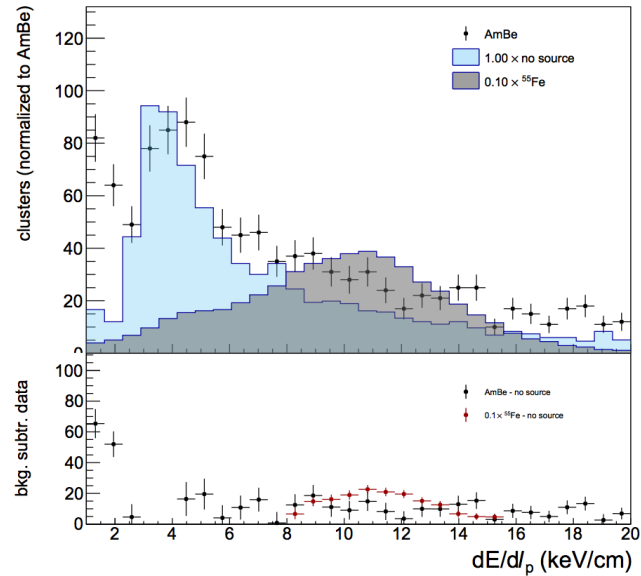 clusters (normalized to AmBe)
120
100
80
60
40
20
0
AmBe
1.00 × no source
0.10 × ⁵⁵Fe
bkg. subtr. data
100
80
60
40
20
0
AmBe - no source
0.1× ⁵⁵Fe - no source
2 4 6 8 10 12 14 16 18 20
dE/dlₚ (keV/cm)